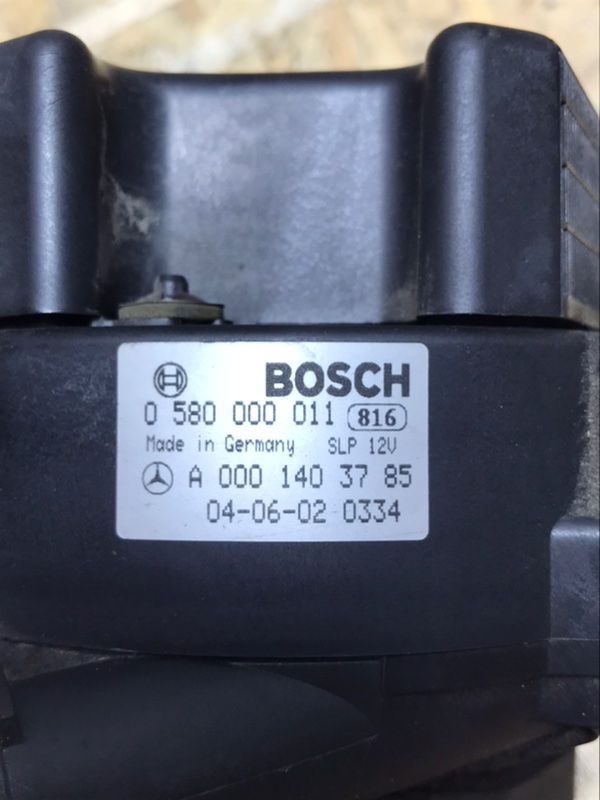 BOSCH
0 580 000 011 816
Made in Germany SLP 12V
A 000 140 37 85
04-06-02 0334